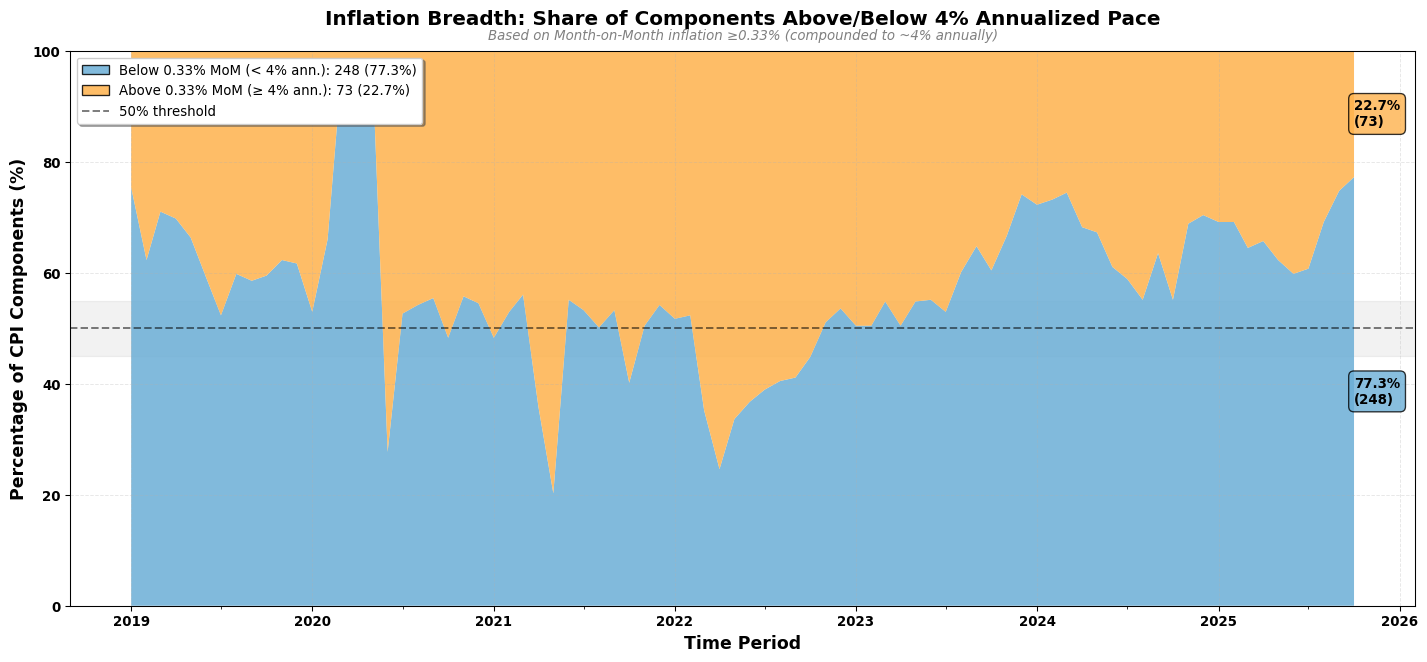 Inflation Breadth: Share of Components Above/Below 4% Annualized Pace
Based on Month-on-Month inflation ≥0.33% (compounded to ~4% annually)
Below 0.33% MoM (< 4% ann.): 248 (77.3%)
Above 0.33% MoM (≥ 4% ann.): 73 (22.7%)
50% threshold
Percentage of CPI Components (%)
100
80
60
40
20
0
22.7%
(73)
77.3%
(248)
2019
2020
2021
2022
2023
2024
2025
2026
Time Period